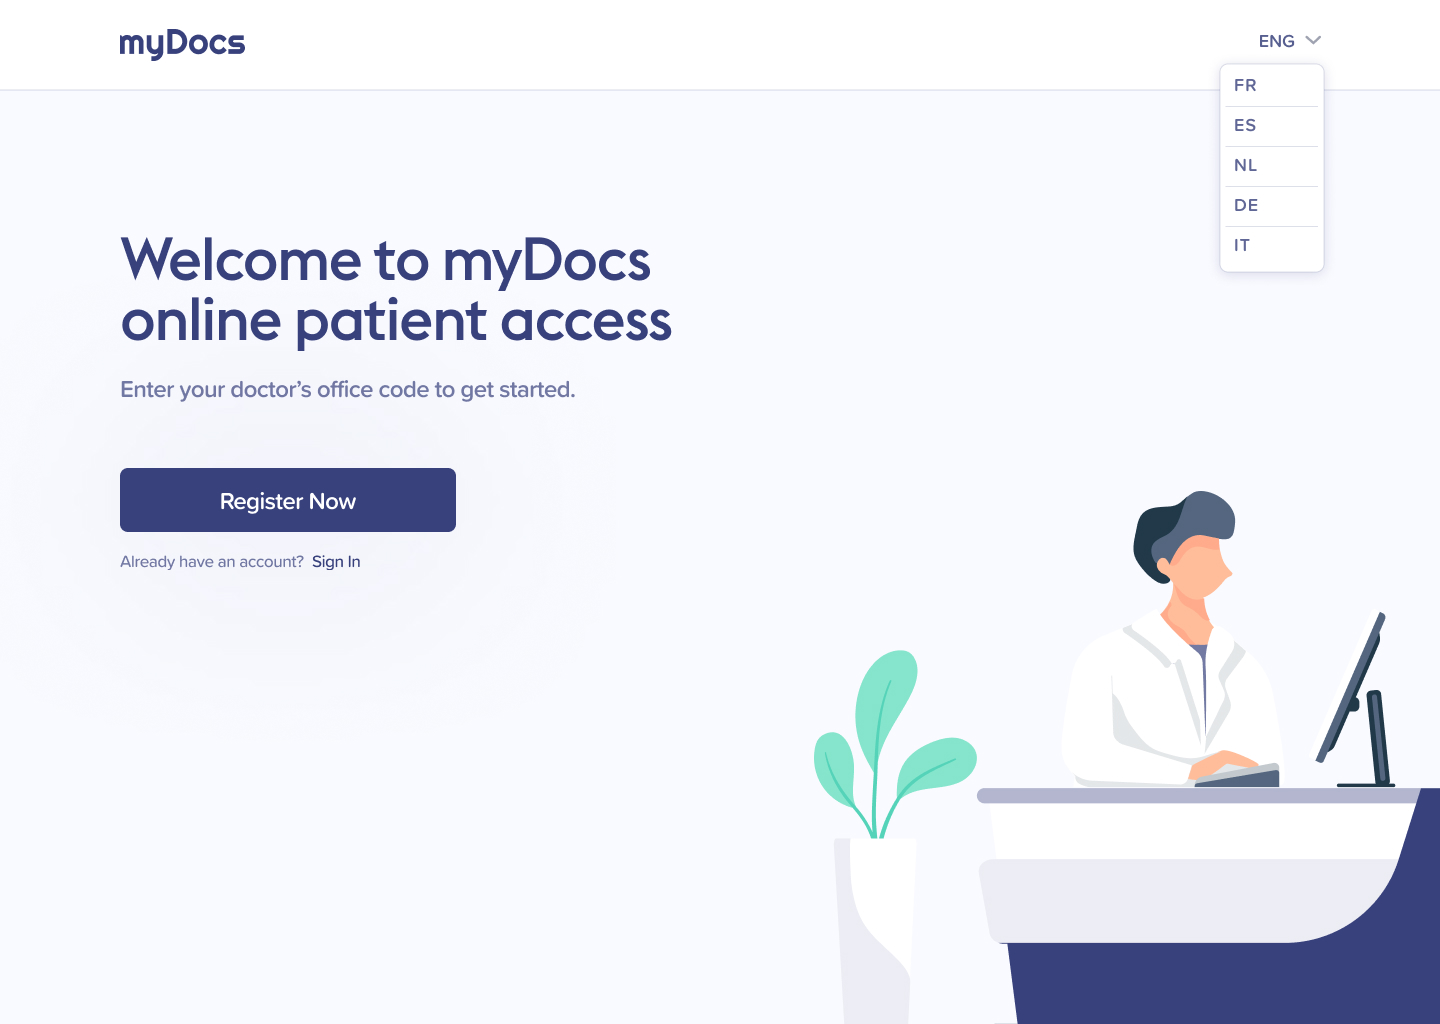 myDocs
ENG
FR
ES
NL
DE
IT
Welcome to myDocs
online patient access
Enter your doctor’s office code to get started.
Register Now
Already have an account? Sign In